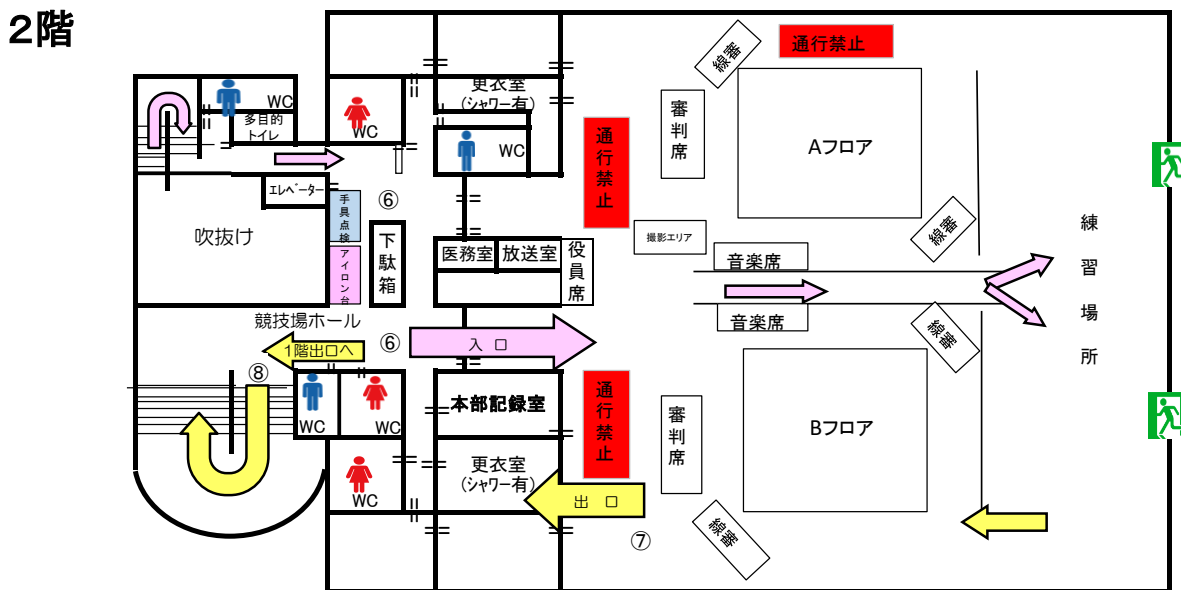 2階
通行禁止
線審
更衣室
(シャワー有)
WC
多目的
トイレ
WC
WC
審判席
通行禁止
Aフロア
エレベーター
手具点検
⑥
吹抜け
下駄箱
撮影エリア
線審
練習場所
医務室
放送室
役員席
音楽席
アイロン台
競技場ホール
音楽席
1階出口へ
⑥
入 口
線審
⑧
WC
WC
本部記録室
通行禁止
審判席
Bフロア
更衣室
(シャワー有)
WC
出 口
⑦
線審